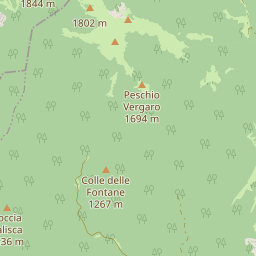 1844 m
1802 m
Peschio
Vergaro
1694 m
Colle delle
Fontane
1267 m
occia
alisca
36 m